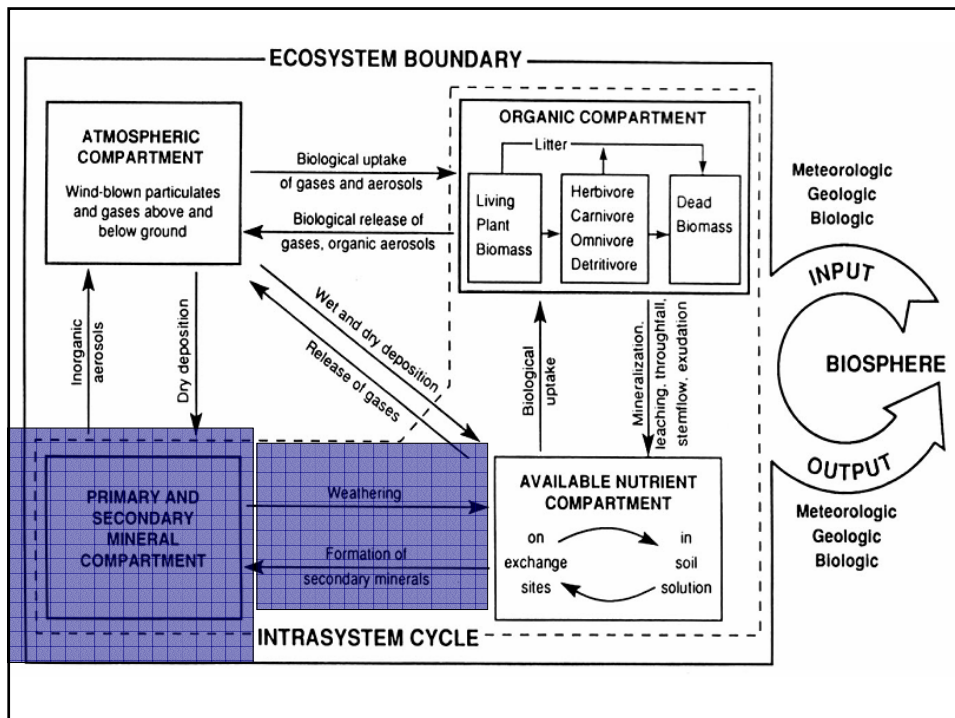 ECOSYSTEM BOUNDARY
ATMOSPHERIC
COMPARTMENT
Wind-blown particulates
and gases above and
below ground
Biological uptake
of gases and aerosols
Biological release of
gases, organic aerosols
ORGANIC COMPARTMENT
Litter
Living
Plant
Biomass
Herbivore
Carnivore
Omnivore
Detritivore
Dead
Biomass
Meteorologic
Geologic
Biologic
INPUT
BIOSPHERE
OUTPUT
Meteorologic
Geologic
Biologic
Inorganic
aerosols
Dry deposition
Wet and dry deposition
Release of gases
Biological
uptake
Mineralization,
leaching, throughfall,
stemflow, exudation
PRIMARY AND
SECONDARY
MINERAL
COMPARTMENT
Weathering
Formation of
secondary minerals
AVAILABLE NUTRIENT
COMPARTMENT
on
exchange
sites
in
soil
solution
INTRASYSTEM CYCLE